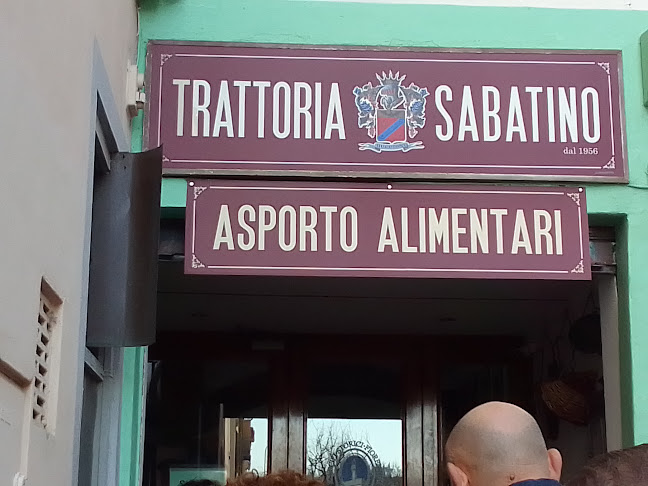 TRATTORIA SABATINO
dal 1956
ASPORTO ALIMENTARI